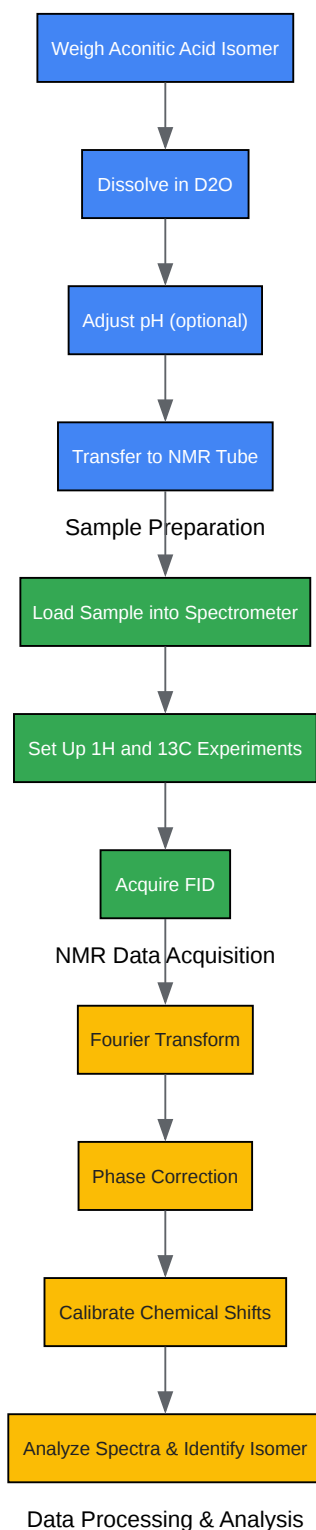 Weigh Aconitic Acid Isomer
Dissolve in D2O
Adjust pH (optional)
Transfer to NMR Tube
Sample Preparation
Load Sample into Spectrometer
Set Up 1H and 13C Experiments
Acquire FID
NMR Data Acquisition
Fourier Transform
Phase Correction
Calibrate Chemical Shifts
Analyze Spectra & Identify Isomer
Data Processing & Analysis